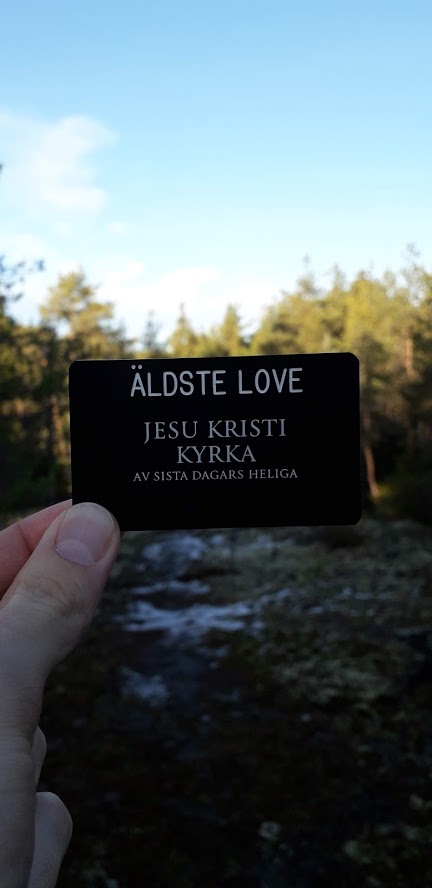 ÄLDSTE LOVE
JESU KRISTI
KYRKA
AV SISTA DAGARS HELIGA